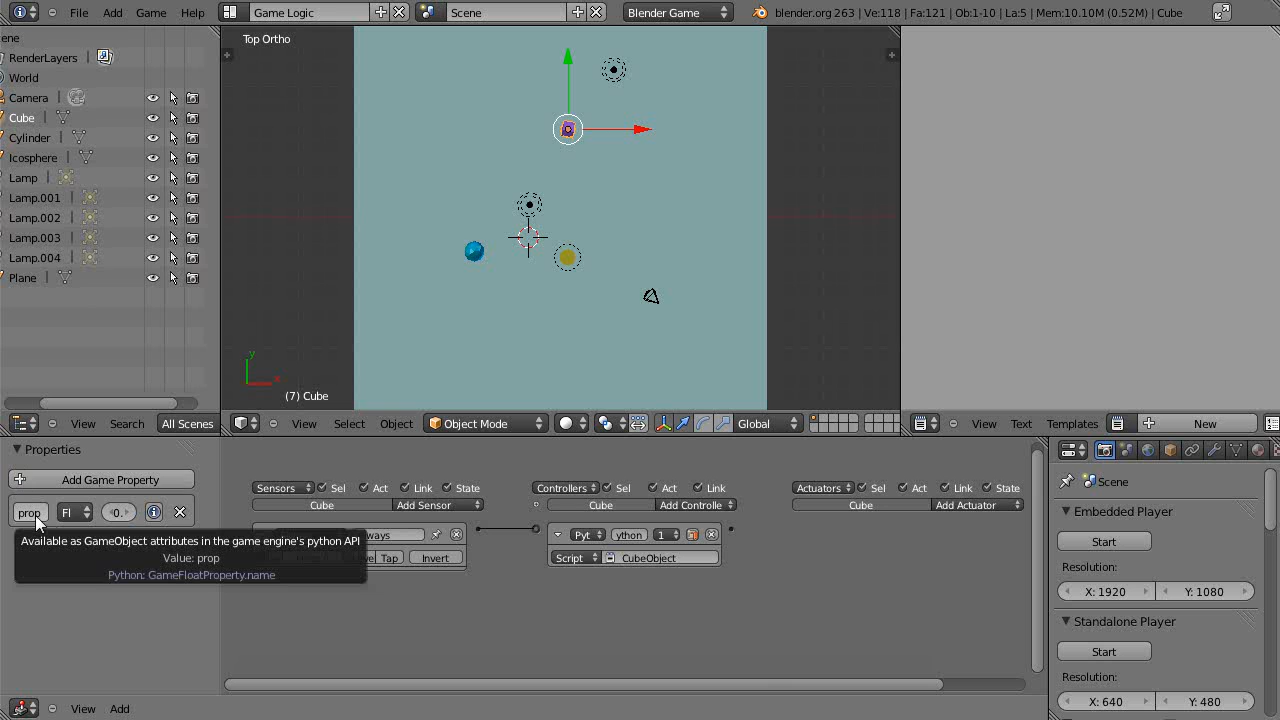 File Add Game Help Game Logic Scene Blender Game blender.org 263 | Ve:118 | Fa:121 | Ob:1-10 | La:5 | Mem:10.10M (0.52M) | Cube
ene
RenderLayers
World
Camera
Cube
Cylinder
Icosphere
Lamp
Lamp.001
Lamp.002
Lamp.003
Lamp.004
Plane
Top Ortho
y
x
(7) Cube
View Search All Scenes
View Select Object Object Mode Global
View Text Templates New
Properties
Add Game Property
prop Fl 0.
Available as GameObject attributes in the game engine's python API
Value: prop
Python: GameFloatProperty.name
Sensors Sel Act Link State
Cube Add Sensor
ways
Tap Invert
Controllers Sel Act Link
Cube Add Controlle
Pyt ython 1
Script CubeObject
Actuators Sel Act Link State
Cube Add Actuator
Scene
Embedded Player
Start
Resolution:
X: 1920 Y: 1080
Standalone Player
Start
Resolution:
X: 640 Y: 480
View Add